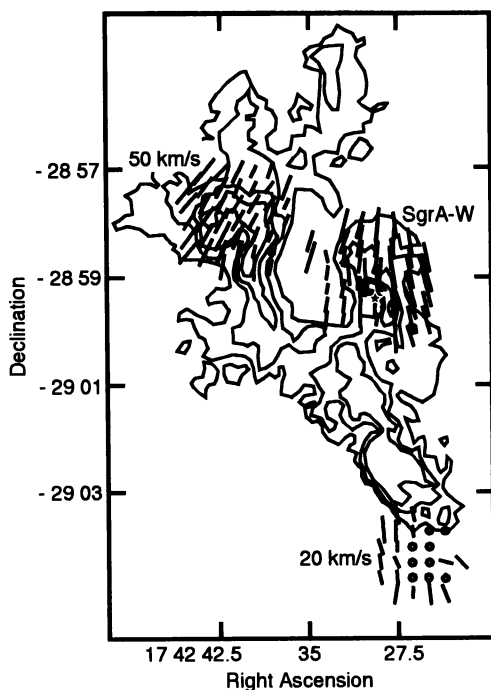 50 km/s
SgrA-W
- 28 57
- 28 59
- 29 01
- 29 03
Declination
20 km/s
17 42 42.5 35 27.5
Right Ascension